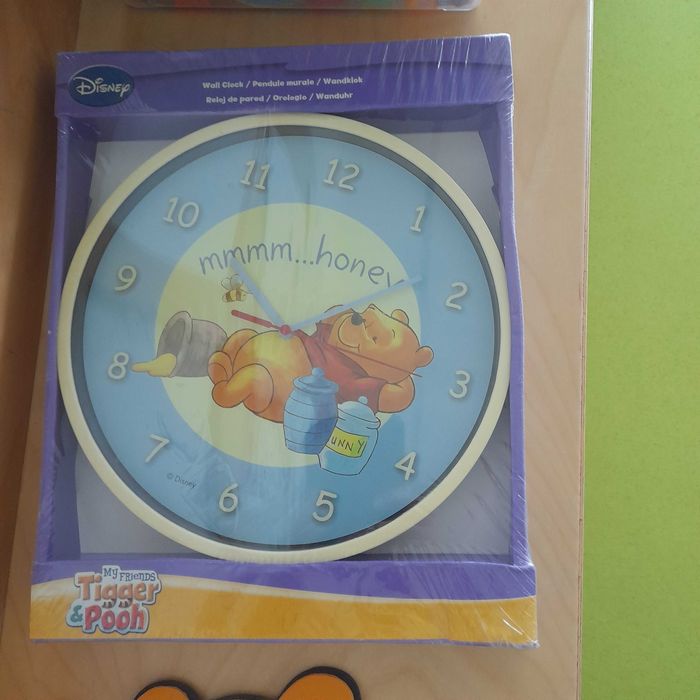 Disney
Wall Clock / Pendule murale / Wandklok
Reloj de pared / Orologio / Wanduhr
11 12
10 1
mmmm...honey
9 2
8 3
UNNY
7 4
6 5
© Disney
My FRIENDS
Tigger
& Pooh